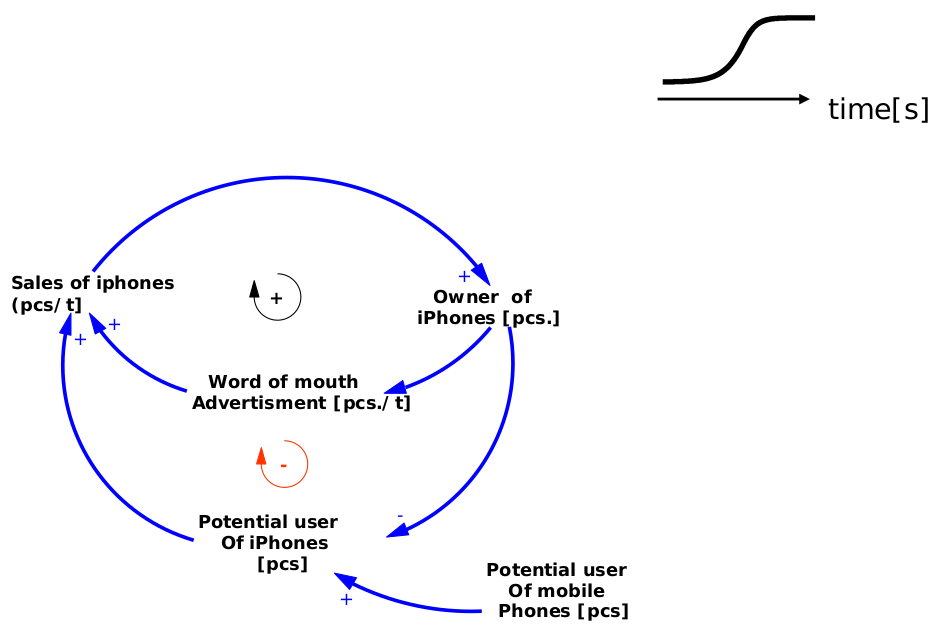 time[s]
Sales of iphones
(pcs/ t]
+
+
+
+
Owner of
iPhones [pcs.]
Word of mouth
Advertisment [pcs./ t]
-
Potential user
Of iPhones
[pcs]
-
+
Potential user
Of mobile
Phones [pcs]